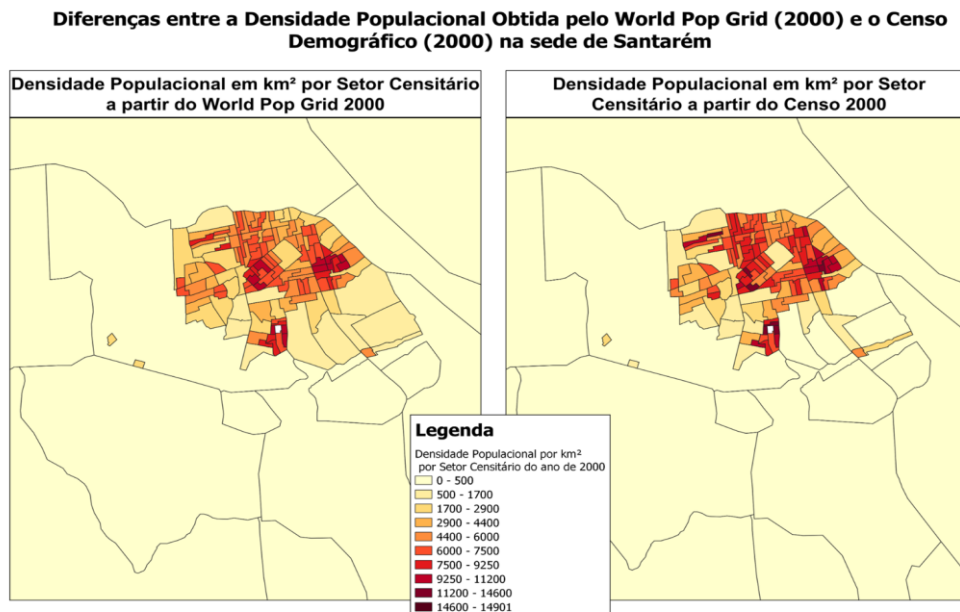 Diferenças entre a Densidade Populacional Obtida pelo World Pop Grid (2000) e o Censo
Demográfico (2000) na sede de Santarém
Densidade Populacional em km² por Setor Censitário
a partir do World Pop Grid 2000
Densidade Populacional em km² por Setor
Censitário a partir do Censo 2000
Legenda
Densidade Populacional por km²
por Setor Censitário do ano de 2000
0 - 500
500 - 1700
1700 - 2900
2900 - 4400
4400 - 6000
6000 - 7500
7500 - 9250
9250 - 11200
11200 - 14600
14600 - 14901